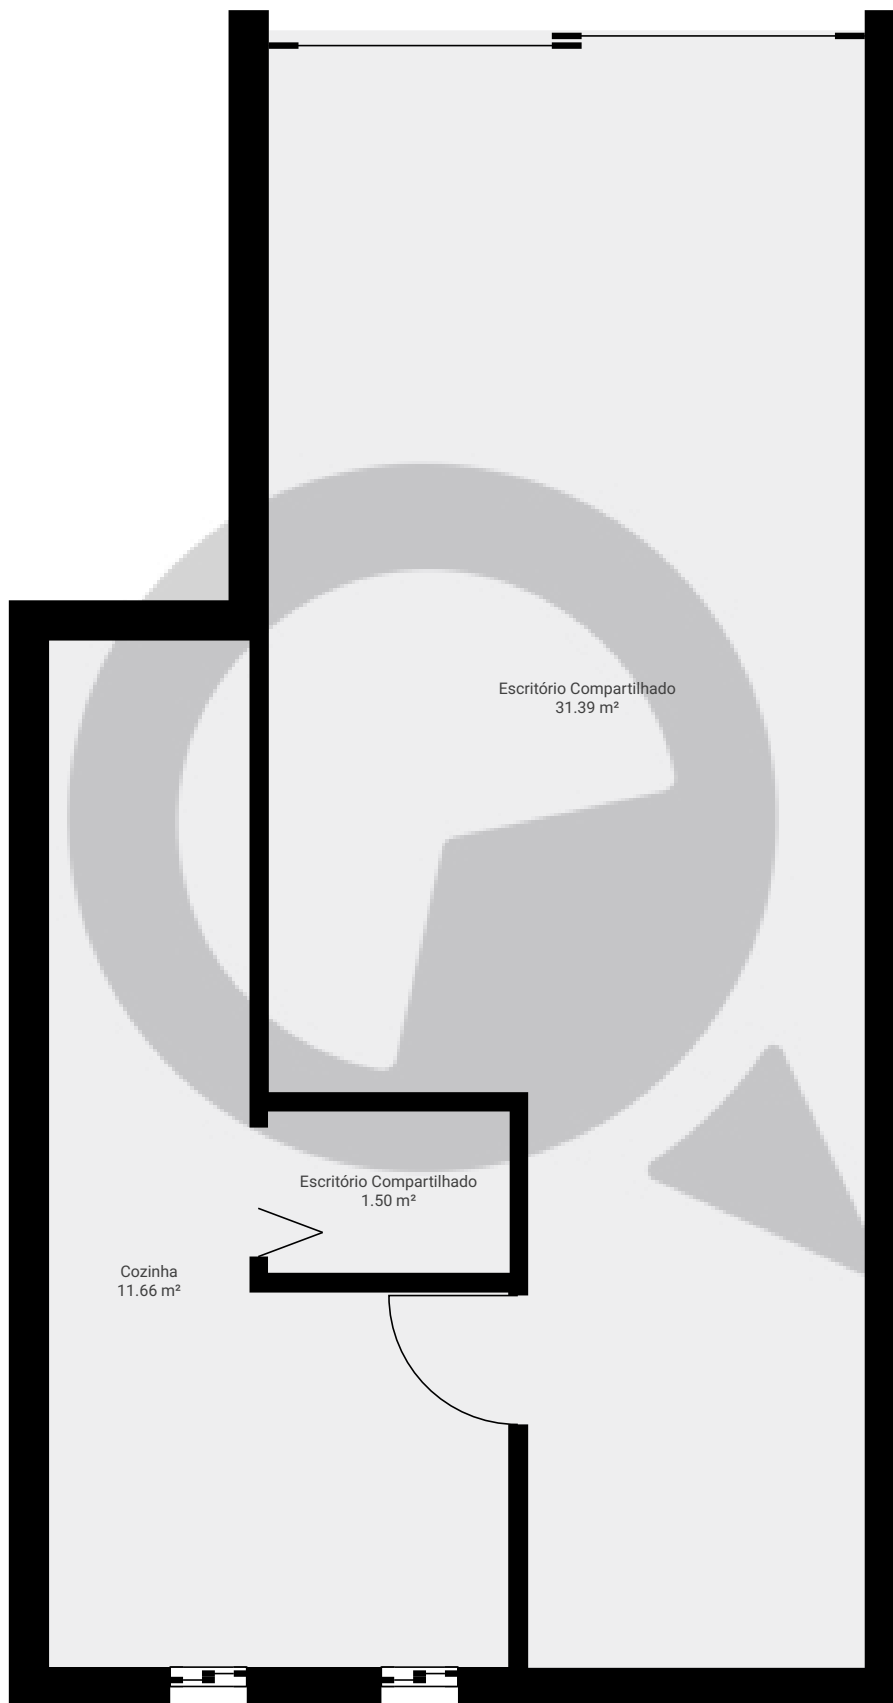 Escritório Compartilhado
31.39 m²
Escritório Compartilhado
1.50 m²
Cozinha
11.66 m²